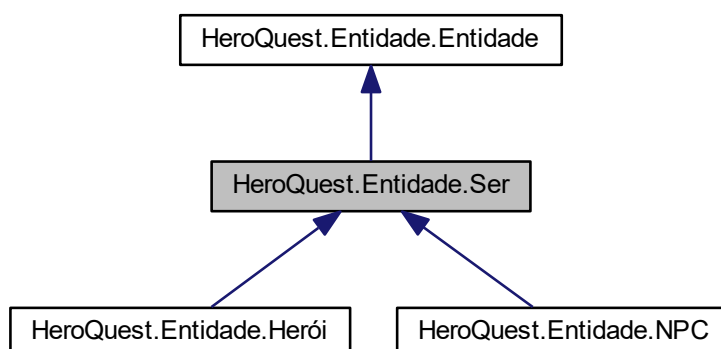 HeroQuest.Entidade.Entidade
HeroQuest.Entidade.Ser
HeroQuest.Entidade.Herói
HeroQuest.Entidade.NPC